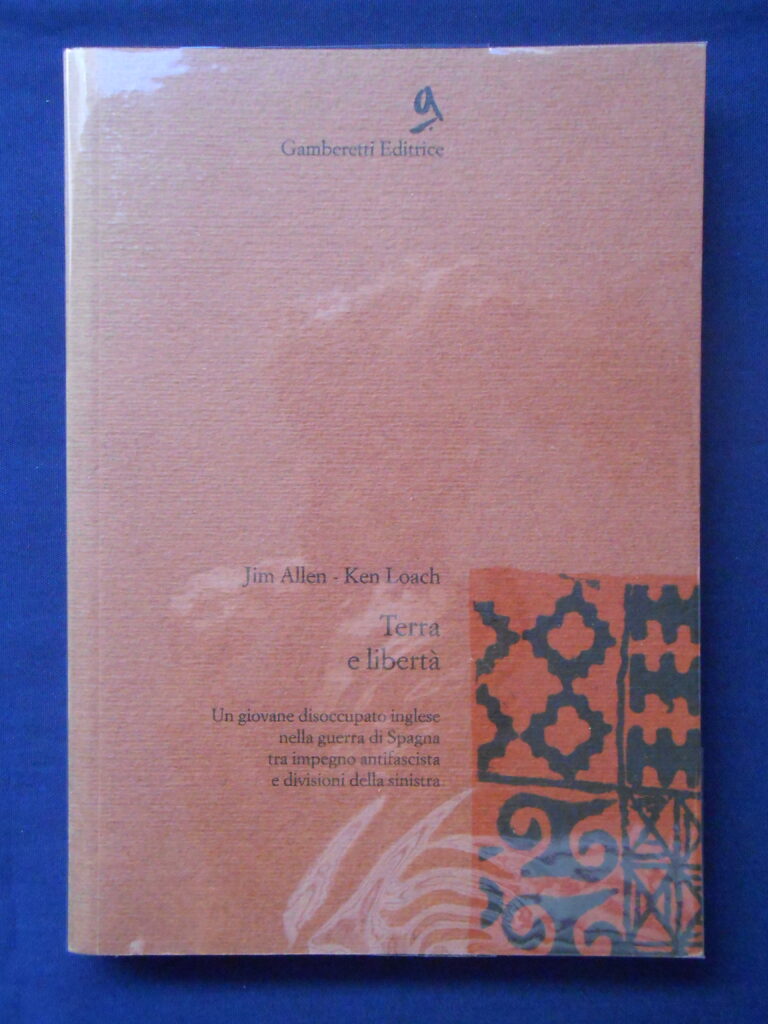 g
Gamberetti Editrice
Jim Allen - Ken Loach
Terra
e libertà
Un giovane disoccupato inglese
nella guerra di Spagna
tra impegno antifascista
e divisioni della sinistra